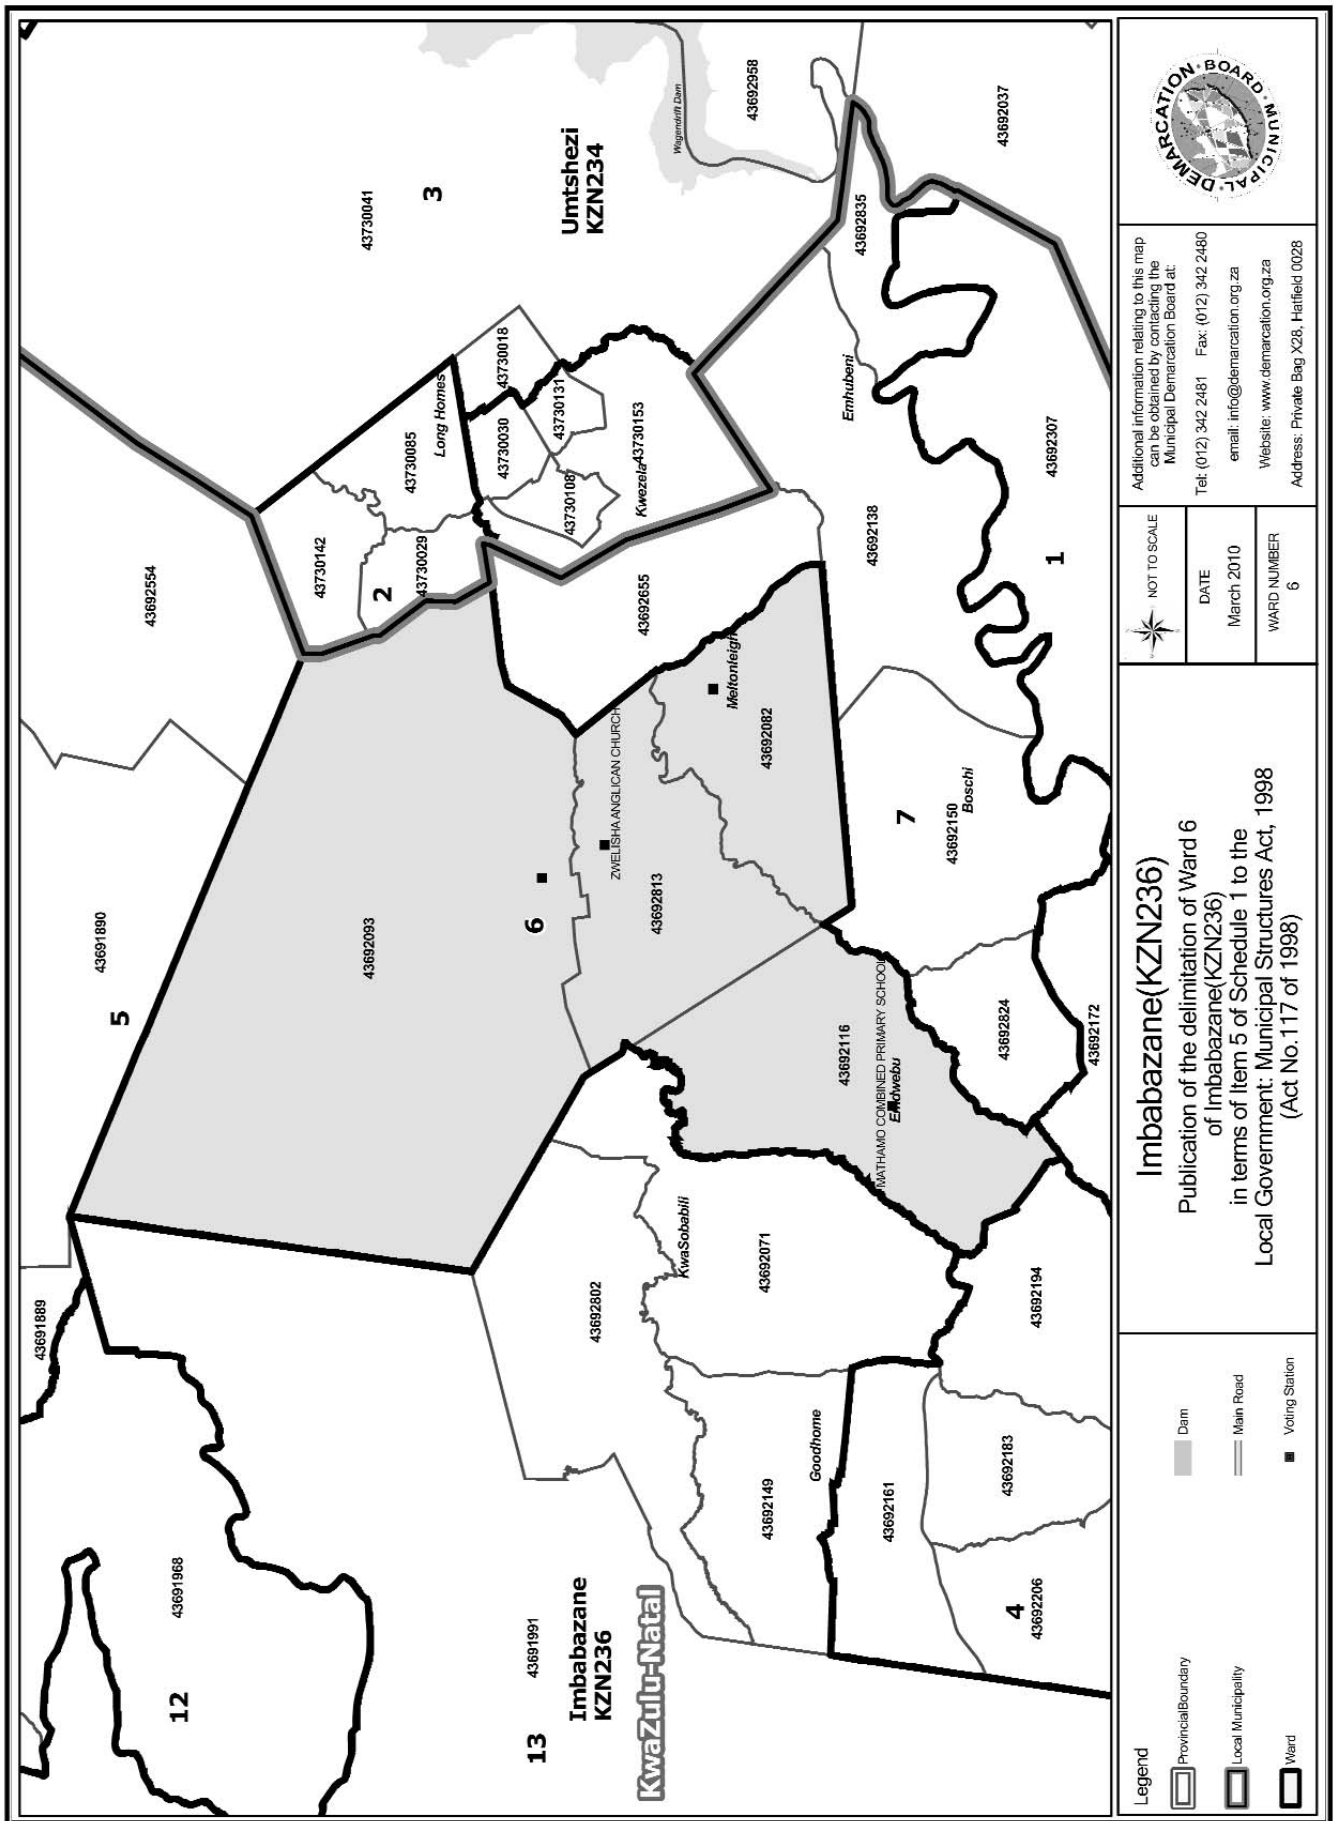 43691889
43691890
5
43692554
43730041
3
Umtshezi
KZN234
Wagendrift Dam
43692958
43692037
12
43691968
43692093
6
43730142
2
43730029
43730085
Long Homes
43730018
43730030
43730131
43730108
43730153
Kwezela
13
43691991
Imbabazane
KZN236
KwaZulu-Natal
43692802
KwaSobabili
43692071
ZWELISHA ANGLICAN CHURCH
43692813
43692655
Meltonleigh
43692082
43692149
Goodhome
43692161
43692183
4
43692206
43692194
43692116
MATHAMO COMBINED PRIMARY SCHOOL
Emdwebu
43692824
43692172
7
43692150
Boschi
43692138
Emhubeni
43692835
43692307
1
Legend
ProvincialBoundary
Local Municipality
Ward
Dam
Main Road
Voting Station
Imbabazane(KZN236)
Publication of the delimitation of Ward 6
of Imbabazane(KZN236)
in terms of Item 5 of Schedule 1 to the
Local Government: Municipal Structures Act, 1998
(Act No.117 of 1998)
NOT TO SCALE
DATE
March 2010
WARD NUMBER
6
Additional information relating to this map
can be obtained by contacting the
Municipal Demarcation Board at:
Tel: (012) 342 2481 Fax: (012) 342 2480
email: info@demarcation.org.za
Website: www.demarcation.org.za
Address: Private Bag X28, Hatfield 0028
MUNICIPAL DEMARCATION BOARD